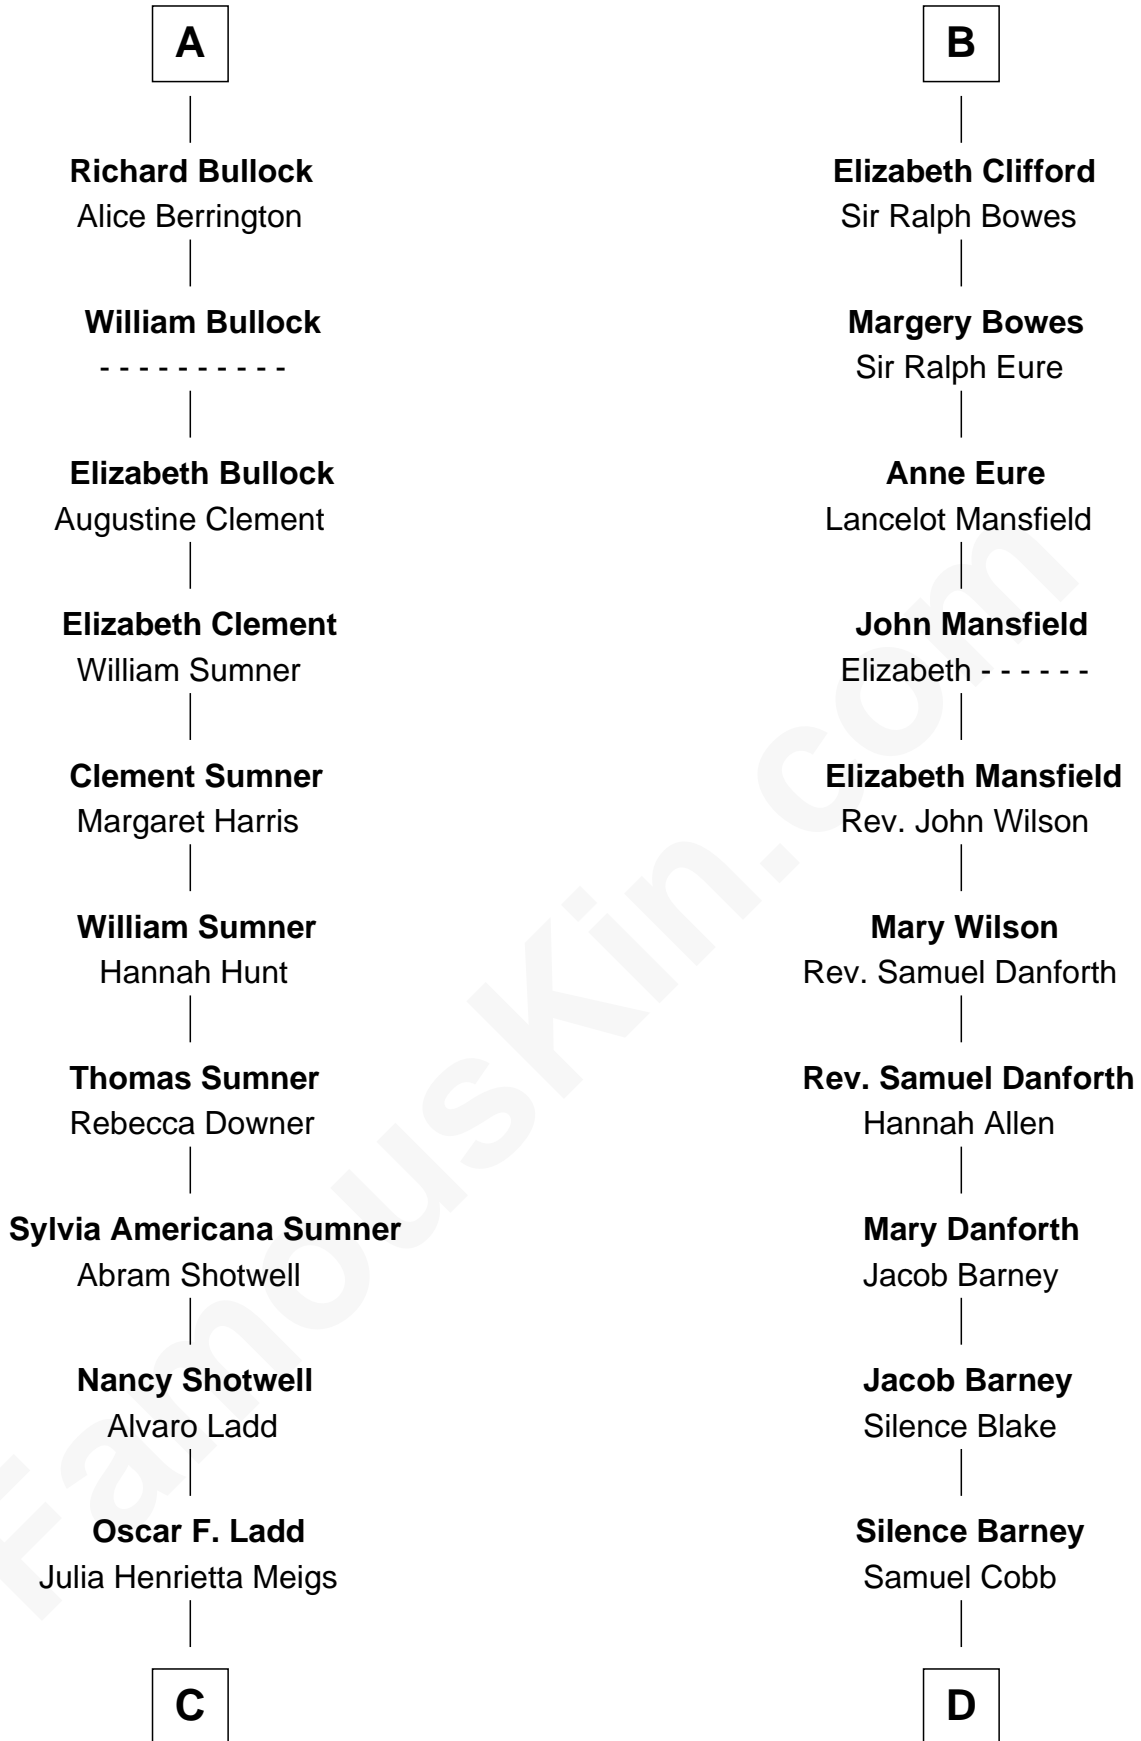 A
B
Richard Bullock
Alice Berrington
Elizabeth Clifford
Sir Ralph Bowes
William Bullock
- - - - - - - - - -
Margery Bowes
Sir Ralph Eure
Elizabeth Bullock
Augustine Clement
Anne Eure
Lancelot Mansfield
Elizabeth Clement
William Sumner
John Mansfield
Elizabeth - - - - - -
Clement Sumner
Margaret Harris
Elizabeth Mansfield
Rev. John Wilson
William Sumner
Hannah Hunt
Mary Wilson
Rev. Samuel Danforth
Thomas Sumner
Rebecca Downer
Rev. Samuel Danforth
Hannah Allen
Sylvia Americana Sumner
Abram Shotwell
Mary Danforth
Jacob Barney
Nancy Shotwell
Alvaro Ladd
Jacob Barney
Silence Blake
Oscar F. Ladd
Julia Henrietta Meigs
Silence Barney
Samuel Cobb
C
D
FamousKin.com